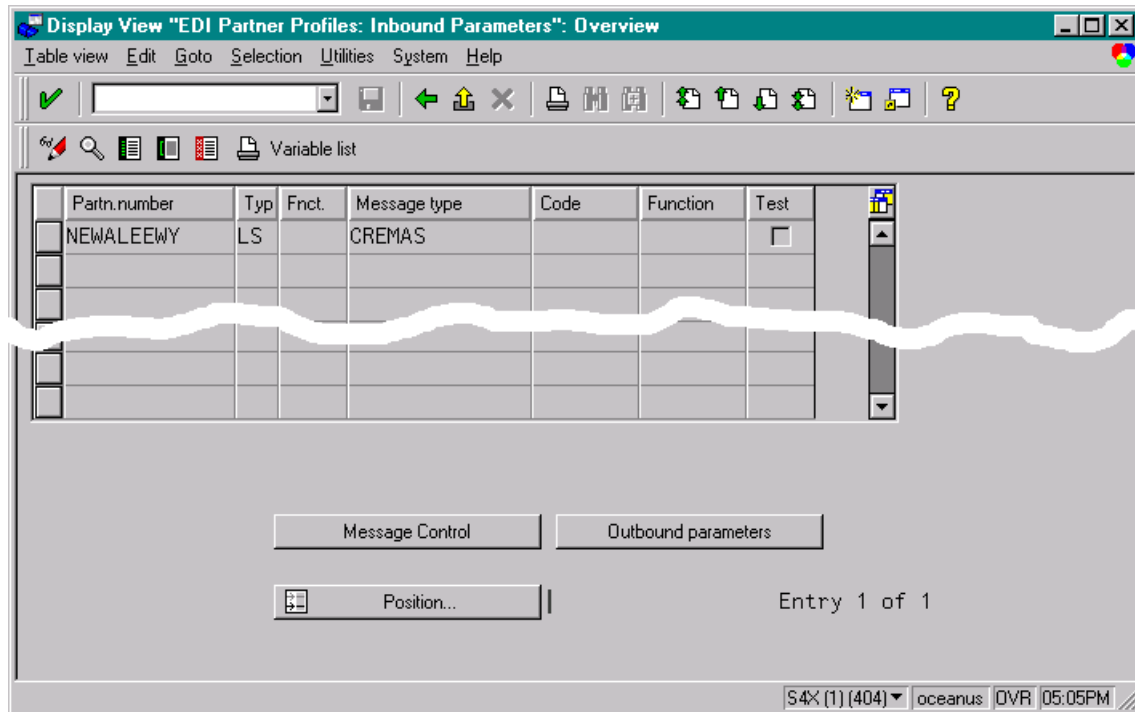 Display View "EDI Partner Profiles: Inbound Parameters": Overview
Table view Edit Goto Selection Utilities System Help
Variable list
Partn.number Typ Fnct. Message type Code Function Test
NEWALEEWY LS CREMAS
Message Control Outbound parameters
Position... Entry 1 of 1
S4X (1) (404) oceanus OVR 05:05PM